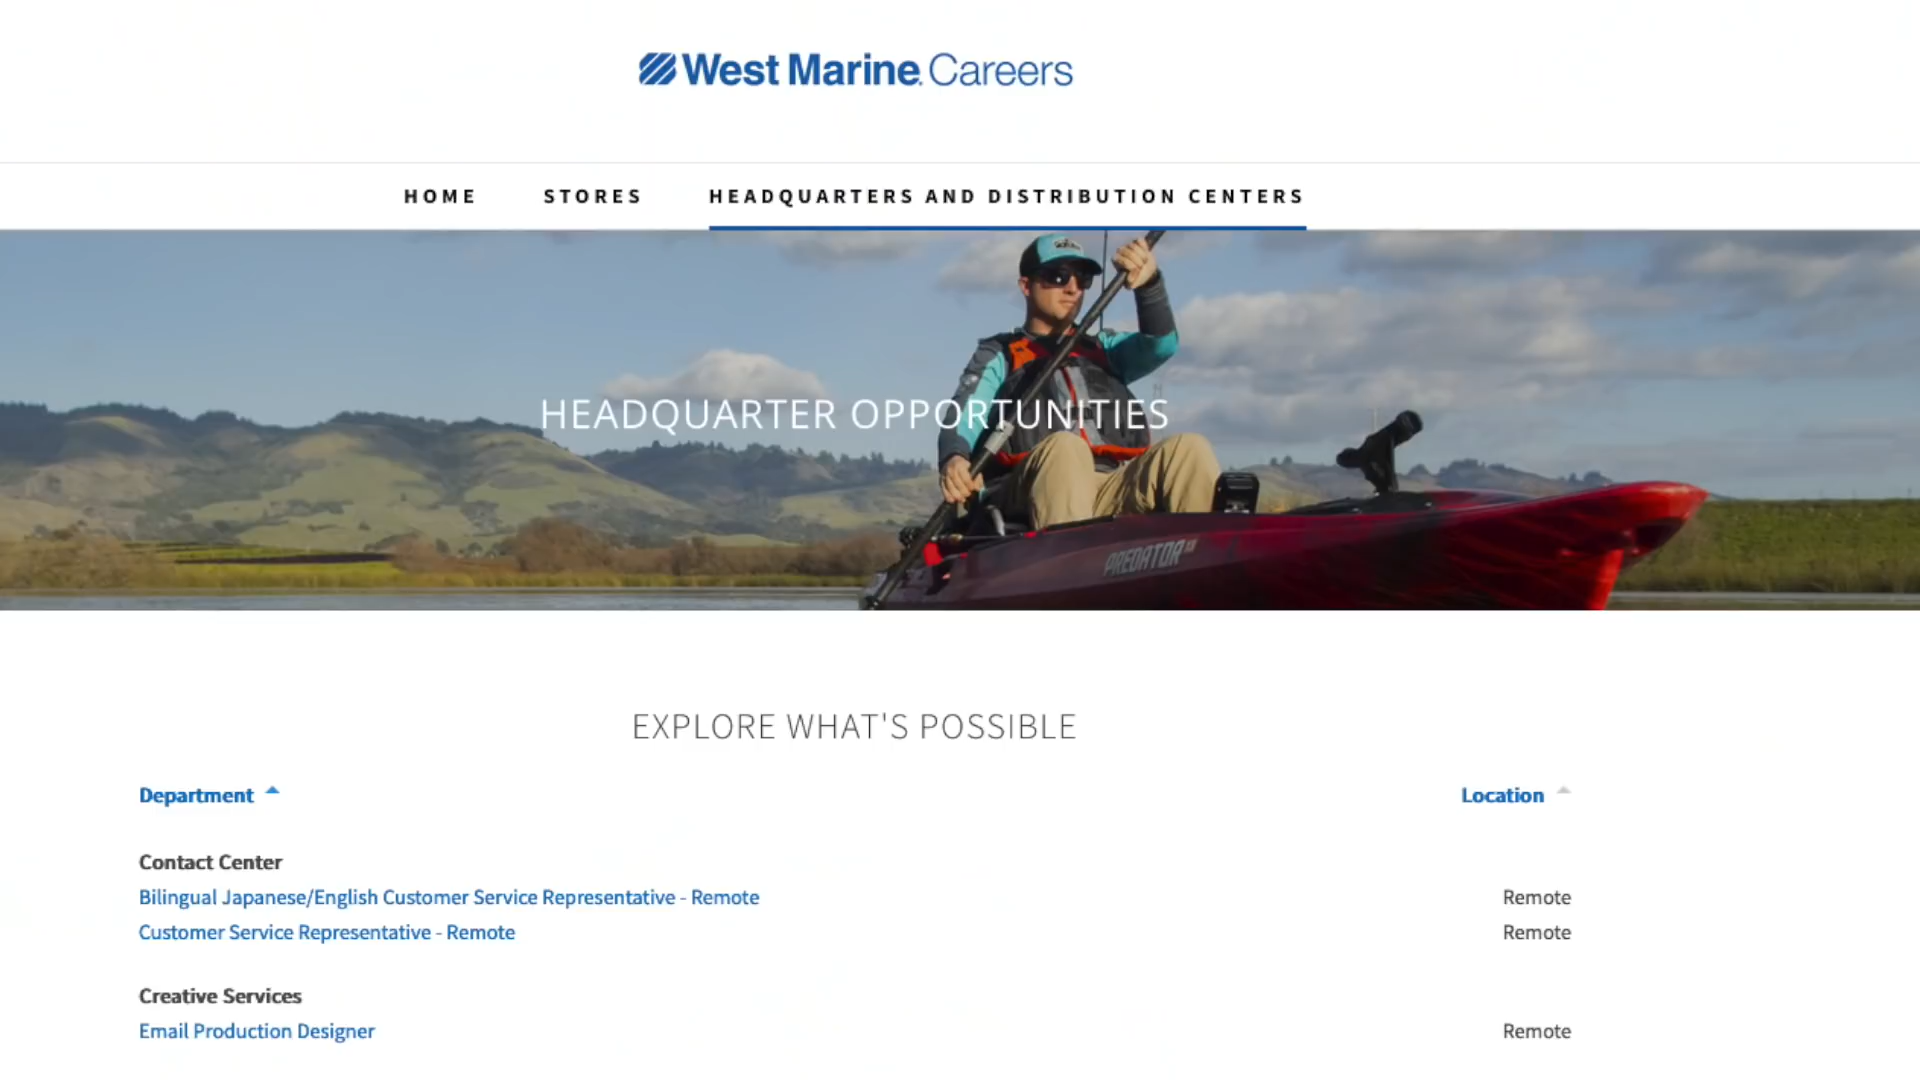 West Marine Careers
HOME STORES HEADQUARTERS AND DISTRIBUTION CENTERS
HEADQUARTER OPPORTUNITIES
PREDATOR
EXPLORE WHAT'S POSSIBLE
Department Location
Contact Center
Bilingual Japanese/English Customer Service Representative - Remote Remote
Customer Service Representative - Remote Remote
Creative Services
Email Production Designer Remote